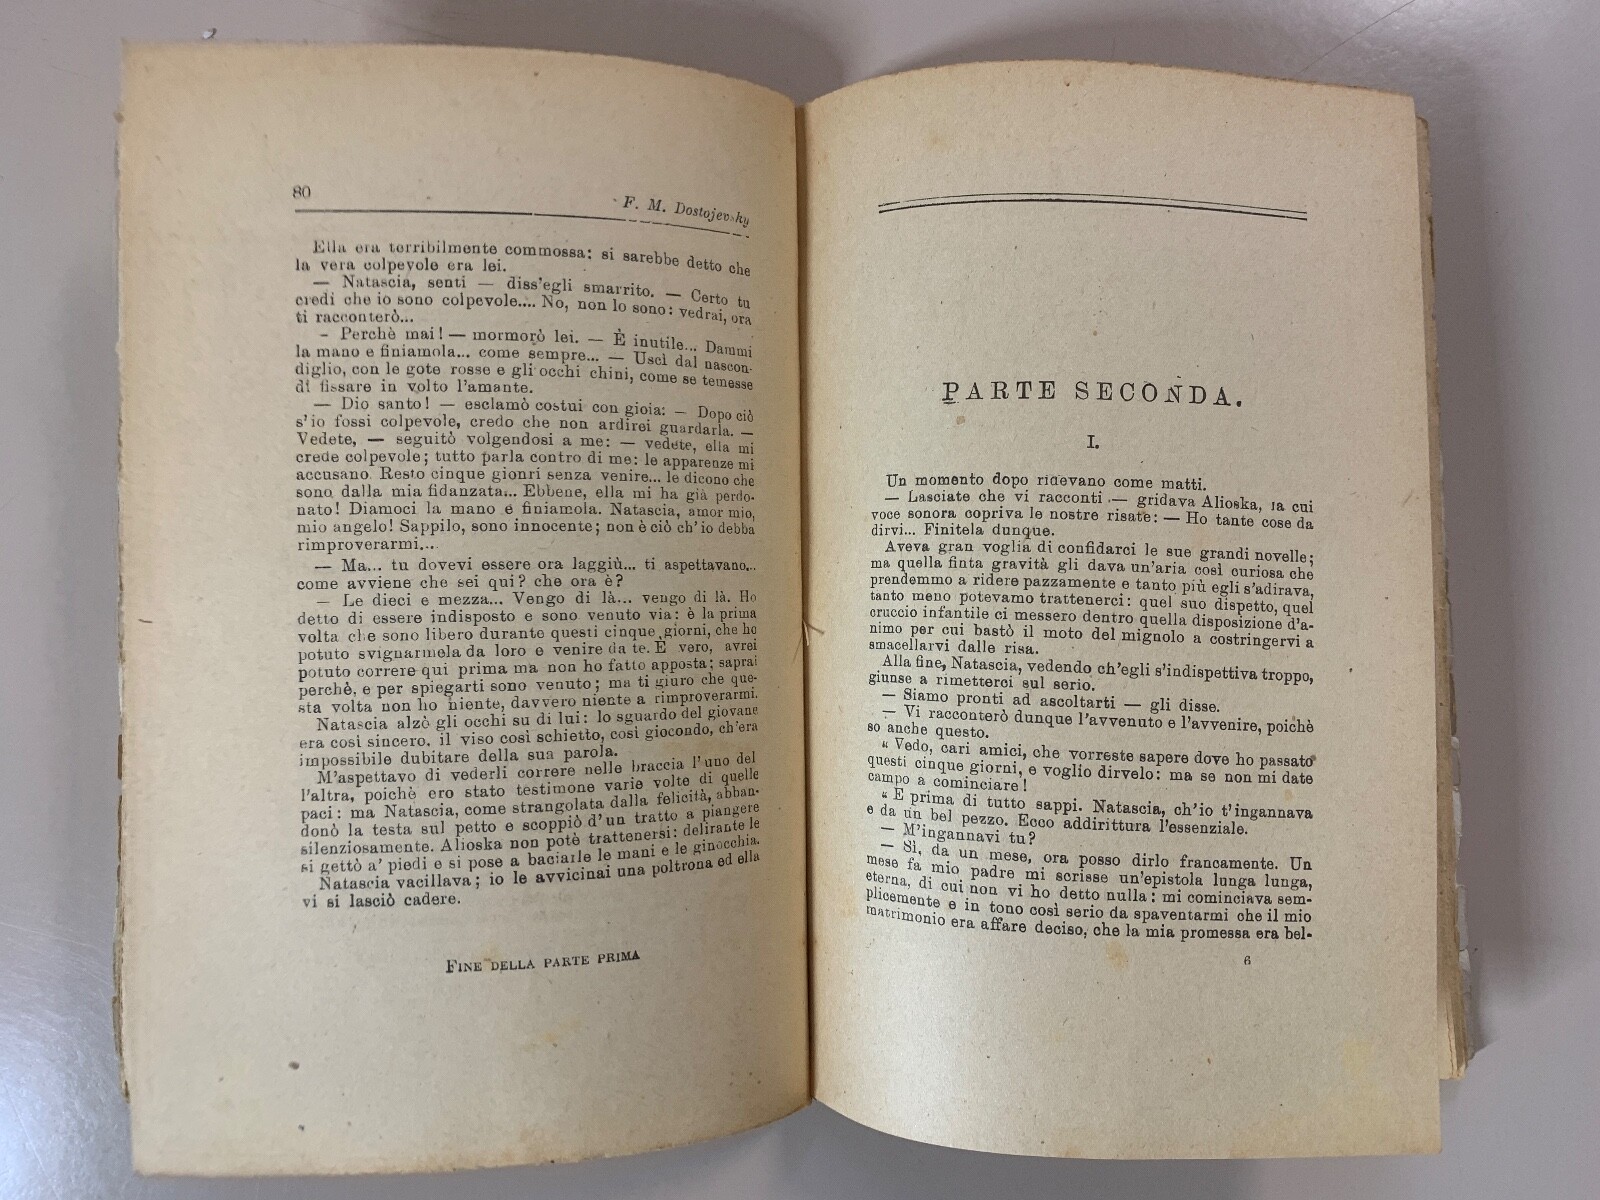 80
F. M. Dostojevsky
Ella era terribilmente commossa: si sarebbe detto che
la vera colpevole era lei.
— Natascia, senti — diss'egli smarrito. — Certo tu
credi che io sono colpevole.... No, non lo sono: vedrai, ora
ti racconterò...
- Perchè mai! — mormorò lei. — È inutile... Dammi
la mano e finiamola... come sempre... — Uscì dal nascon-
diglio, con le gote rosse e gli occhi chini, come se temesse
di fissare in volto l'amante.
— Dio santo! — esclamò costui con gioia: — Dopo ciò
s'io fossi colpevole, credo che non ardirei guardarla. —
Vedete, — seguitò volgendosi a me: — vedete, ella mi
crede colpevole; tutto parla contro di me: le apparenze mi
accusano. Resto cinque gionri senza venire... le dicono che
sono dalla mia fidanzata... Ebbene, ella mi ha già perdo-
nato! Diamoci la mano e finiamola. Natascia, amor mio,
mio angelo! Sappilo, sono innocente; non è ciò ch'io debba
rimproverarmi...
— Ma... tu dovevi essere ora laggiù... ti aspettavano...
come avviene che sei qui? che ora è?
— Le dieci e mezza... Vengo di là... vengo di là. Ho
detto di essere indisposto e sono venuto via: è la prima
volta che sono libero durante questi cinque giorni, che ho
potuto svignarmela da loro e venire da te. È vero, avrei
potuto correre qui prima ma non ho fatto apposta; saprai
perchè, e per spiegarti sono venuto; ma ti giuro che que-
sta volta non ho niente, davvero niente a rimproverarmi.
Natascia alzò gli occhi su di lui: lo sguardo del giovane
era così sincero, il viso così schietto, così giocondo, ch'era
impossibile dubitare della sua parola.
M'aspettavo di vederli correre nelle braccia l'uno del
l'altra, poichè ero stato testimone varie volte di quelle
paci: ma Natascia, come strangolata dalla felicità, abban-
donò la testa sul petto e scoppiò d'un tratto a piangere
silenziosamente. Alioska non potè trattenersi: delirante le
si gettò a' piedi e si pose a baciarle le mani e le ginocchia.
Natascia vacillava; io le avvicinai una poltrona ed ella
vi si lasciò cadere.
FINE DELLA PARTE PRIMA
PARTE SECONDA.
I.
Un momento dopo ridevano come matti.
— Lasciate che vi racconti — gridava Alioska, la cui
voce sonora copriva le nostre risate: — Ho tante cose da
dirvi... Finitela dunque.
Aveva gran voglia di confidarci le sue grandi novelle;
ma quella finta gravità gli dava un'aria così curiosa che
prendemmo a ridere pazzamente e tanto più egli s'adirava,
tanto meno potevamo trattenerci: quel suo dispetto, quel
cruccio infantile ci messero dentro quella disposizione d'a-
nimo per cui bastò il moto del mignolo a costringervi a
smacellarvi dalle risa.
Alla fine, Natascia, vedendo ch'egli s'indispettiva troppo,
giunse a rimetterci sul serio.
— Siamo pronti ad ascoltarti — gli disse.
— Vi racconterò dunque l'avvenuto e l'avvenire, poichè
so anche questo.
“ Vedo, cari amici, che vorreste sapere dove ho passato
questi cinque giorni, e voglio dirvelo: ma se non mi date
campo a cominciare!
“ E prima di tutto sappi. Natascia, ch'io t'ingannava
e da un bel pezzo. Ecco addirittura l'essenziale.
— M'ingannavi tu?
— Sì, da un mese, ora posso dirlo francamente. Un
mese fa mio padre mi scrisse un'epistola lunga lunga,
eterna, di cui non vi ho detto nulla: mi cominciava sem-
plicemente e in tono così serio da spaventarmi che il mio
matrimonio era affare deciso, che la mia promessa era bel-
6